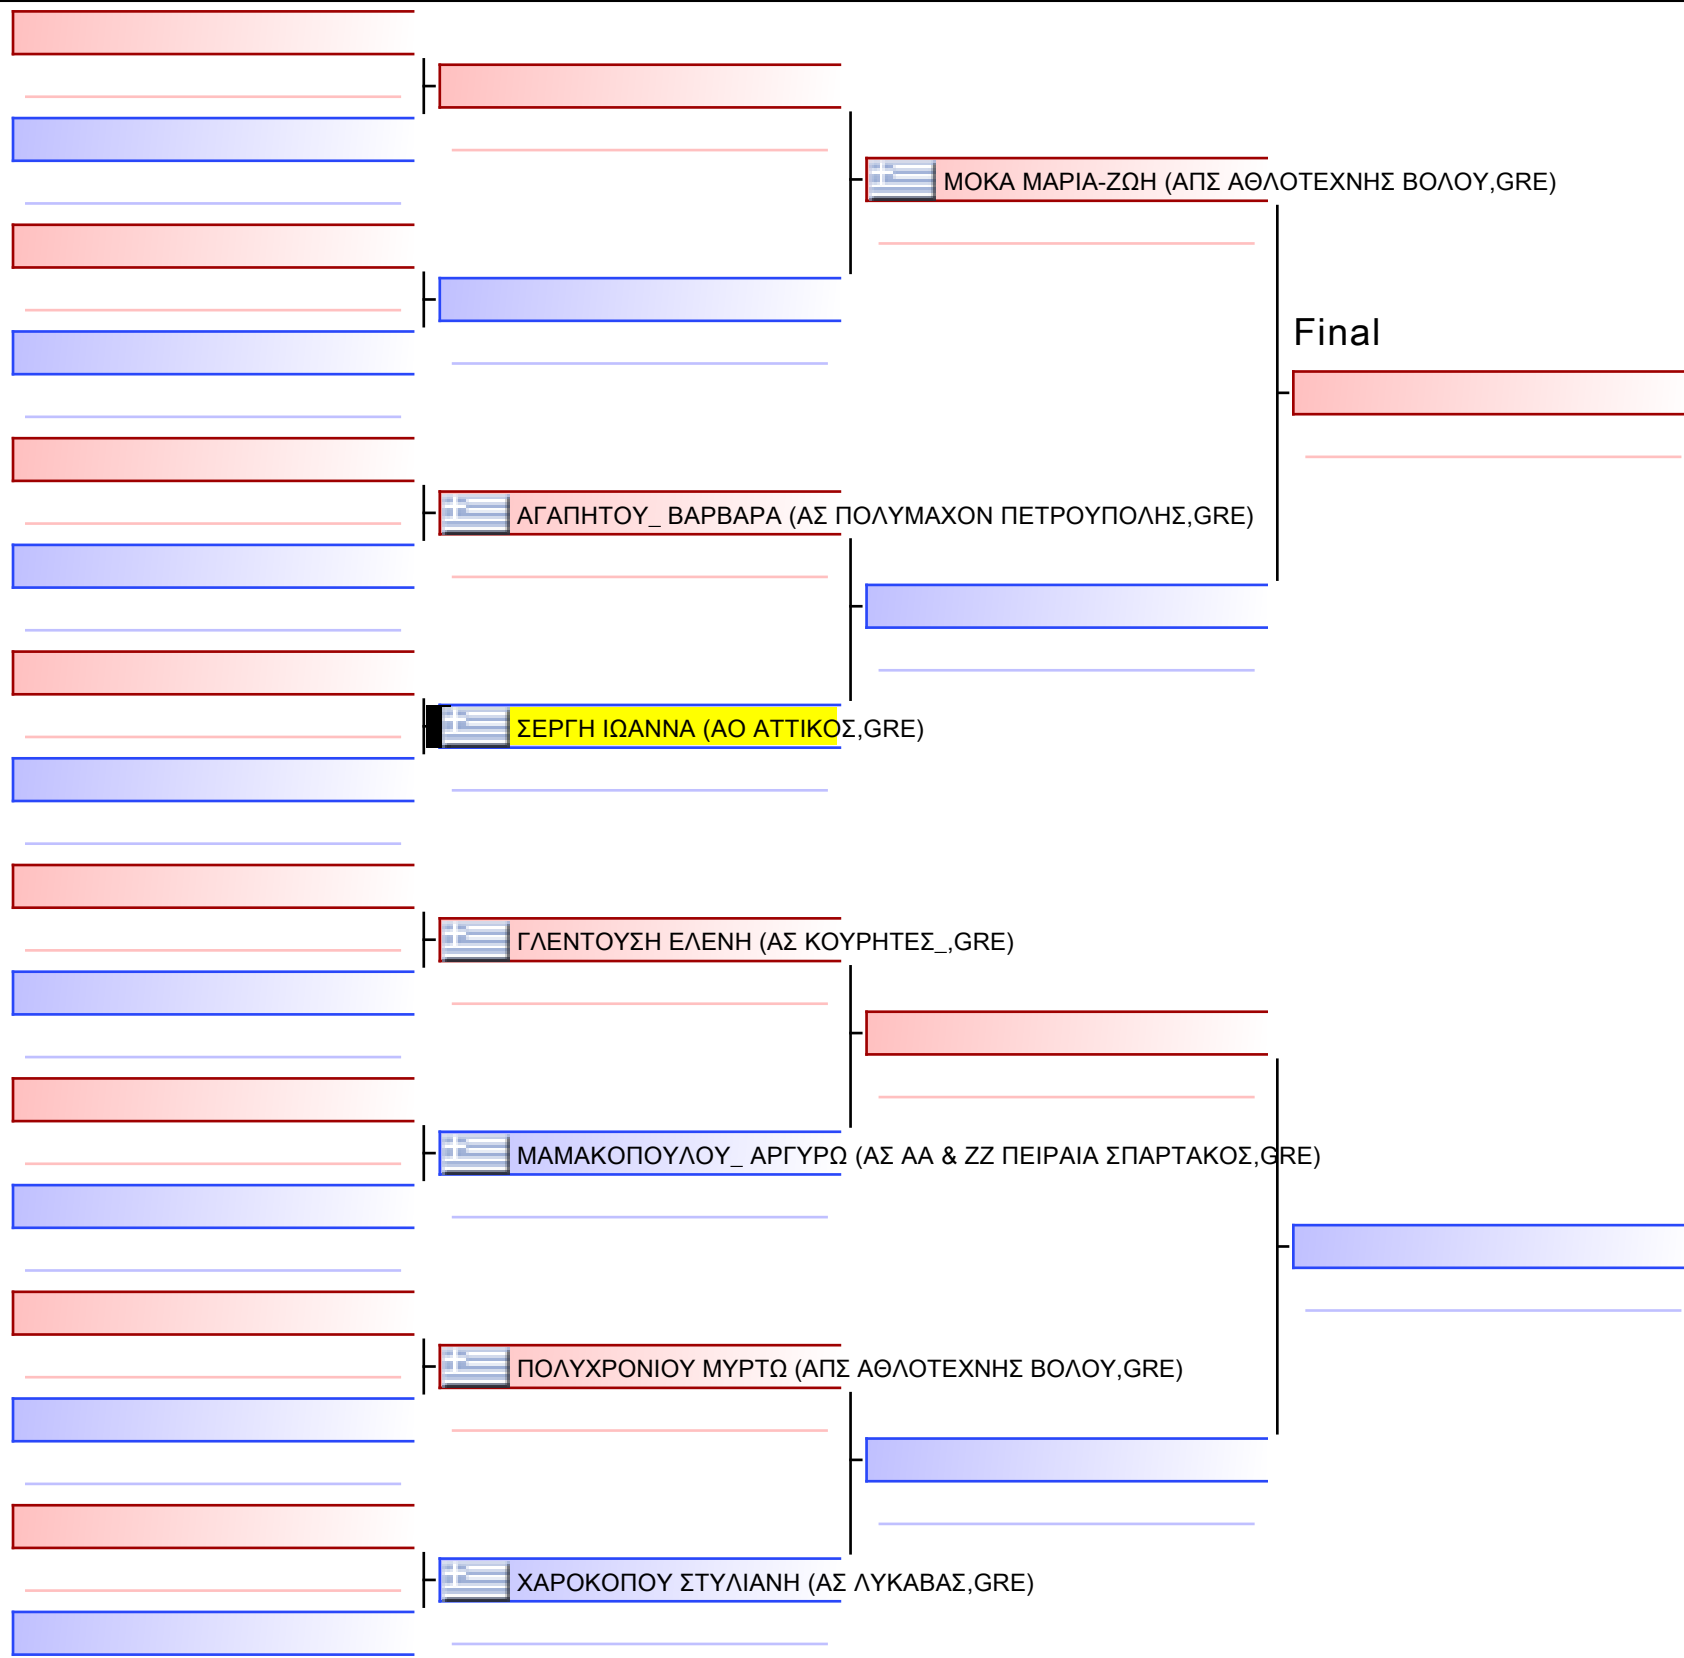 ΜΟΚΑ ΜΑΡΙΑ-ΖΩΗ (ΑΠΣ ΑΘΛΟΤΕΧΝΗΣ ΒΟΛΟΥ,GRE)
Final
ΑΓΑΠΗΤΟΥ_ ΒΑΡΒΑΡΑ (ΑΣ ΠΟΛΥΜΑΧΟΝ ΠΕΤΡΟΥΠΟΛΗΣ,GRE)
ΣΕΡΓΗ ΙΩΑΝΝΑ (ΑΟ ΑΤΤΙΚΟΣ,GRE)
ΓΛΕΝΤΟΥΣΗ ΕΛΕΝΗ (ΑΣ ΚΟΥΡΗΤΕΣ_,GRE)
ΜΑΜΑΚΟΠΟΥΛΟΥ_ ΑΡΓΥΡΩ (ΑΣ ΑΑ & ΖΖ ΠΕΙΡΑΙΑ ΣΠΑΡΤΑΚΟΣ,GRE)
ΠΟΛΥΧΡΟΝΙΟΥ ΜΥΡΤΩ (ΑΠΣ ΑΘΛΟΤΕΧΝΗΣ ΒΟΛΟΥ,GRE)
ΧΑΡΟΚΟΠΟΥ ΣΤΥΛΙΑΝΗ (ΑΣ ΛΥΚΑΒΑΣ,GRE)